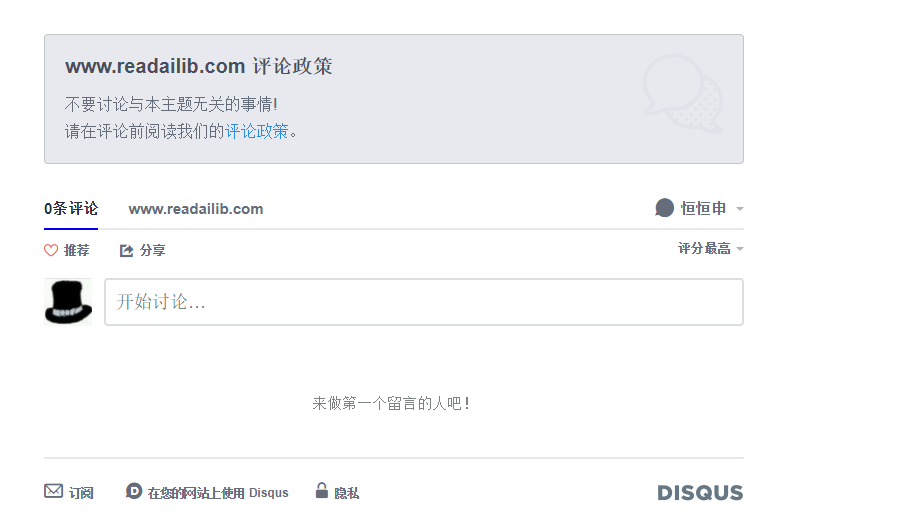 www.readailib.com 评论政策
不要讨论与本主题无关的事情!
请在评论前阅读我们的评论政策。
0条评论 www.readailib.com 恒恒申
推荐 分享 评分最高
开始讨论...
来做第一个留言的人吧!
订阅 在您的网站上使用 Disqus 隐私 DISQUS